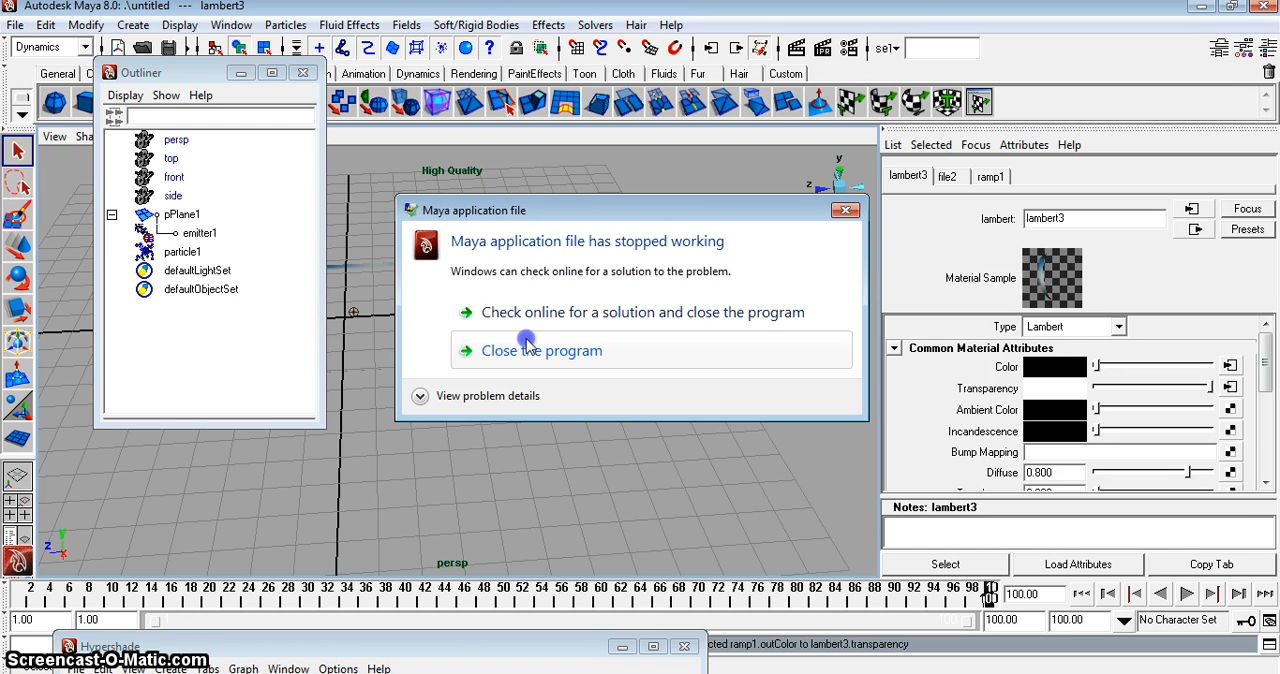 Autodesk Maya 8.0: .\untitled --- lambert3
File Edit Modify Create Display Window Particles Fluid Effects Fields Soft/Rigid Bodies Effects Solvers Hair Help
Dynamics
sel
General
Animation Dynamics Rendering PaintEffects Toon Cloth Fluids Fur Hair Custom
Outliner
Display Show Help
persp
top
front
side
pPlane1
emitter1
particle1
defaultLightSet
defaultObjectSet
View
High Quality
y
z
Maya application file
Maya application file has stopped working
Windows can check online for a solution to the problem.
Check online for a solution and close the program
Close the program
View problem details
y
z
x
persp
List Selected Focus Attributes Help
lambert3 file2 ramp1
lambert: lambert3
Focus
Presets
Material Sample
Type Lambert
Common Material Attributes
Color
Transparency
Ambient Color
Incandescence
Bump Mapping
Diffuse 0.800
Notes: lambert3
Select Load Attributes Copy Tab
2 4 6 8 10 12 14 16 18 20 22 24 26 28 30 32 34 36 38 40 42 44 46 48 50 52 54 56 58 60 62 64 66 68 70 72 74 76 78 80 82 84 86 88 90 92 94 96 98 100
100.00
1.00 1.00 100.00 100.00 No Character Set
Hypershade
cted ramp1.outColor to lambert3.transparency
File Edit View Create Tabs Graph Window Options Help
Screencast-O-Matic.com